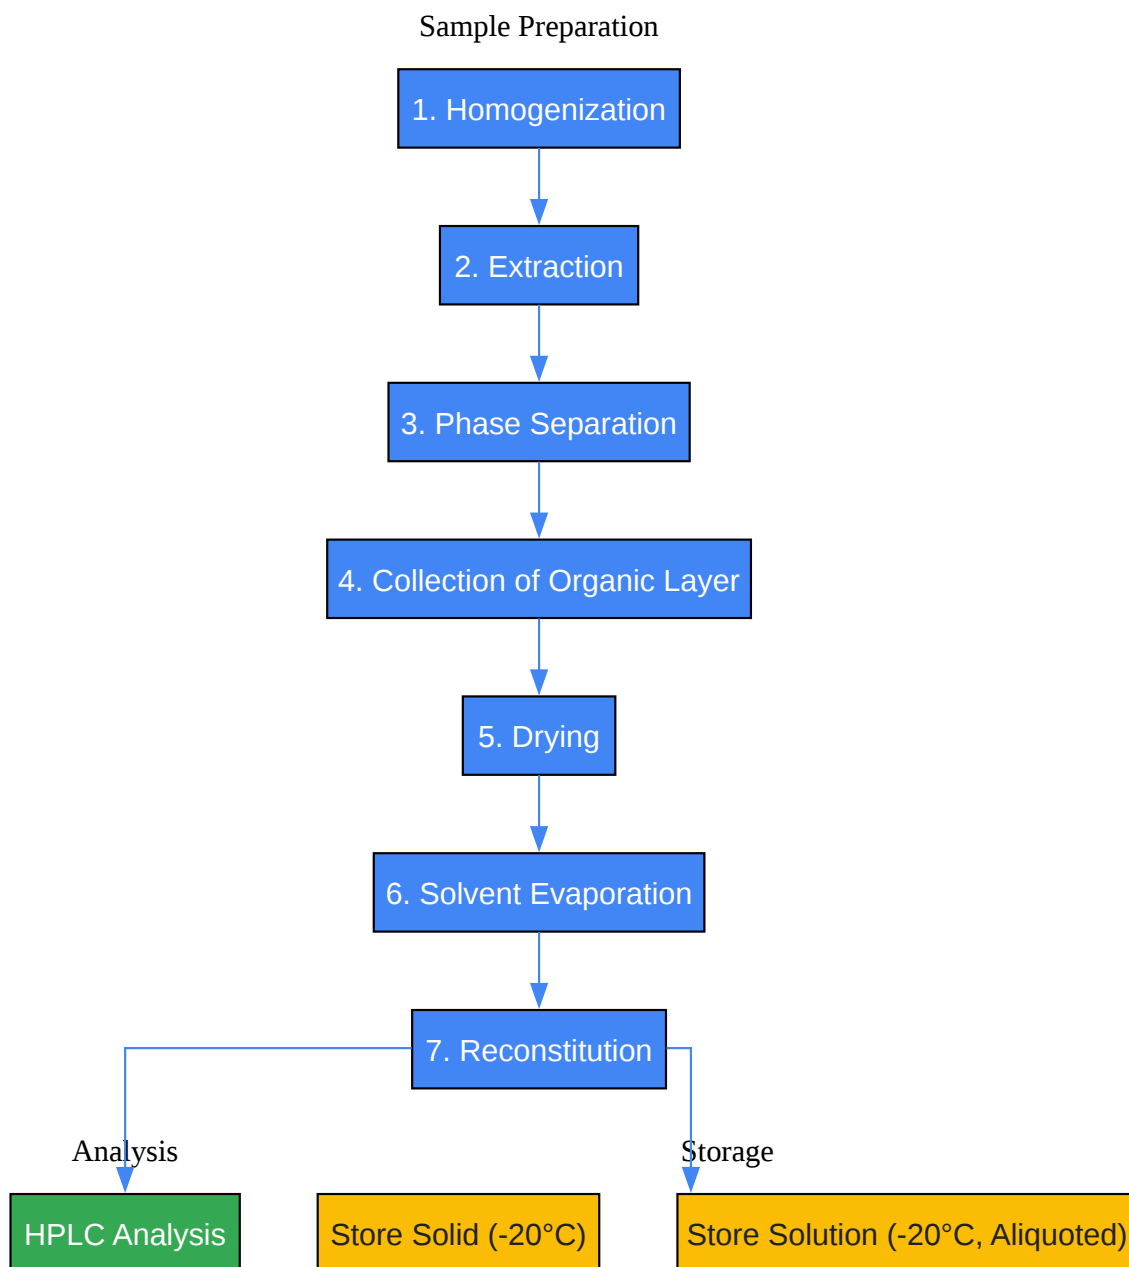 Sample Preparation
1. Homogenization
2. Extraction
3. Phase Separation
4. Collection of Organic Layer
5. Drying
6. Solvent Evaporation
7. Reconstitution
Analysis
Storage
HPLC Analysis
Store Solid (-20°C)
Store Solution (-20°C, Aliquoted)